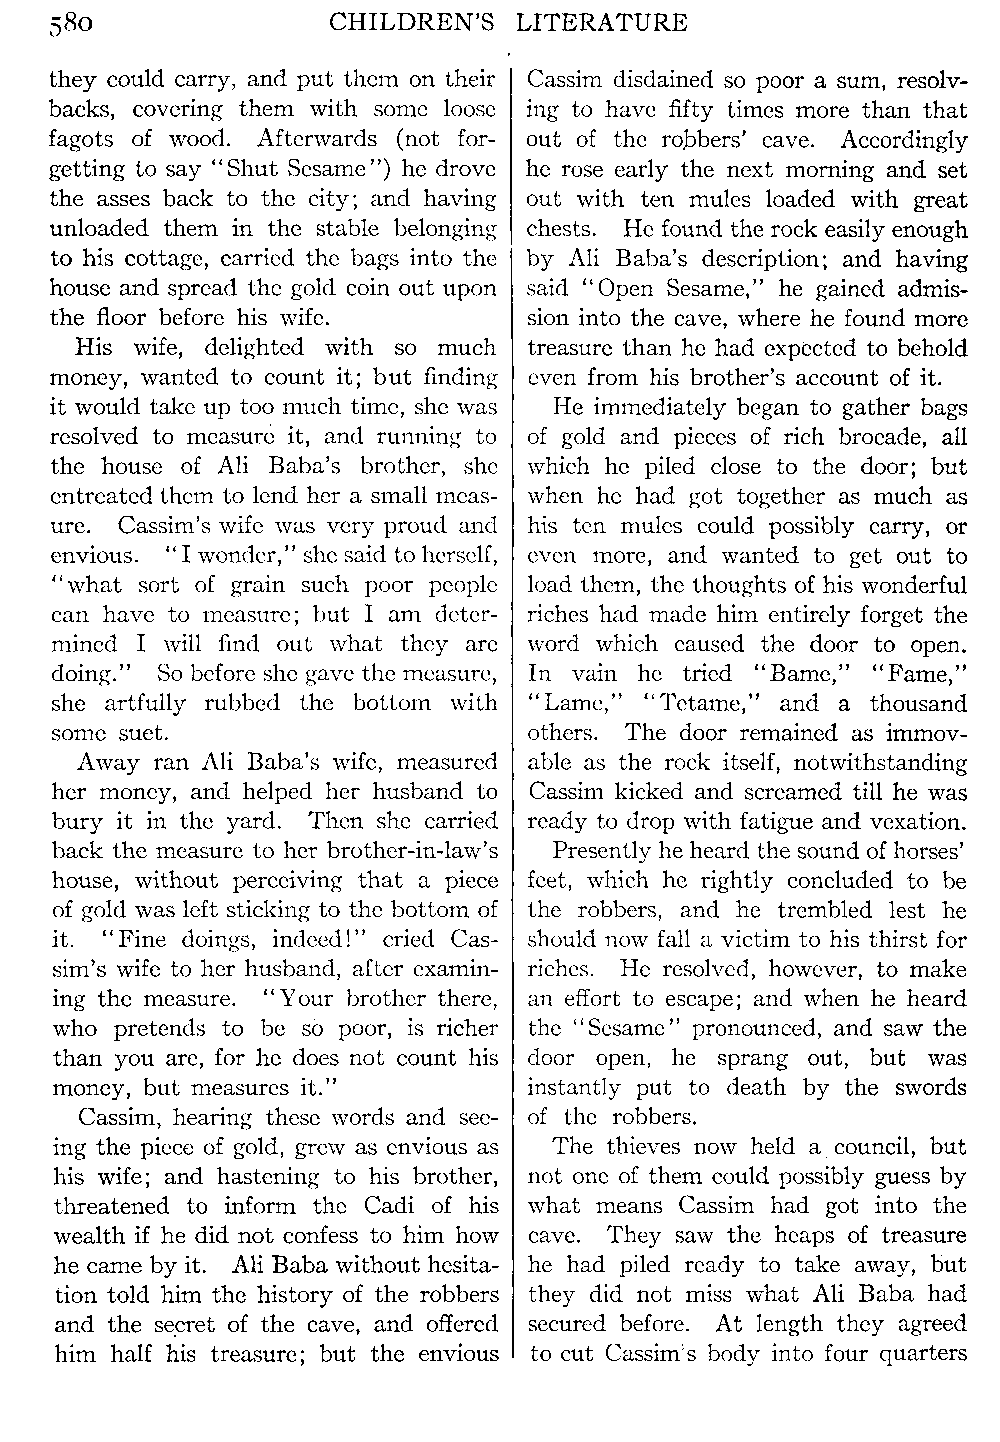 580 CHILDREN'S LITERATURE
they could carry, and put them on their
backs, covering them with some loose
fagots of wood. Afterwards (not for-
getting to say "Shut Sesame") he drove
the asses back to the city; and having
unloaded them in the stable belonging
to his cottage, carried the bags into the
house and spread the gold coin out upon
the floor before his wife.
His wife, delighted with so much
money, wanted to count it; but finding
it would take up too much time, she was
resolved to measure it, and running to
the house of Ali Baba's brother, she
entreated them to lend her a small meas-
ure. Cassim's wife was very proud and
envious. "I wonder," she said to herself,
"what sort of grain such poor people
can have to measure; but I am deter-
mined I will find out what they are
doing." So before she gave the measure,
she artfully rubbed the bottom with
some suet.
Away ran Ali Baba's wife, measured
her money, and helped her husband to
bury it in the yard. Then she carried
back the measure to her brother-in-law's
house, without perceiving that a piece
of gold was left sticking to the bottom of
it. "Fine doings, indeed!" cried Cas-
sim's wife to her husband, after examin-
ing the measure. "Your brother there,
who pretends to be so poor, is richer
than you are, for he does not count his
money, but measures it."
Cassim, hearing these words and see-
ing the piece of gold, grew as envious as
his wife; and hastening to his brother,
threatened to inform the Cadi of his
wealth if he did not confess to him how
he came by it. Ali Baba without hesita-
tion told him the history of the robbers
and the secret of the cave, and offered
him half his treasure; but the envious
Cassim disdained so poor a sum, resolv-
ing to have fifty times more than that
out of the robbers' cave. Accordingly
he rose early the next morning and set
out with ten mules loaded with great
chests. He found the rock easily enough
by Ali Baba's description; and having
said "Open Sesame," he gained admis-
sion into the cave, where he found more
treasure than he had expected to behold
even from his brother's account of it.
He immediately began to gather bags
of gold and pieces of rich brocade, all
which he piled close to the door; but
when he had got together as much as
his ten mules could possibly carry, or
even more, and wanted to get out to
load them, the thoughts of his wonderful
riches had made him entirely forget the
word which caused the door to open.
In vain he tried "Bame," "Fame,"
"Lame," "Tetame," and a thousand
others. The door remained as immov-
able as the rock itself, notwithstanding
Cassim kicked and screamed till he was
ready to drop with fatigue and vexation.
Presently he heard the sound of horses'
feet, which he rightly concluded to be
the robbers, and he trembled lest he
should now fall a victim to his thirst for
riches. He resolved, however, to make
an effort to escape; and when he heard
the "Sesame" pronounced, and saw the
door open, he sprang out, but was
instantly put to death by the swords
of the robbers.
The thieves now held a council, but
not one of them could possibly guess by
what means Cassim had got into the
cave. They saw the heaps of treasure
he had piled ready to take away, but
they did not miss what Ali Baba had
secured before. At length they agreed
to cut Cassim's body into four quarters